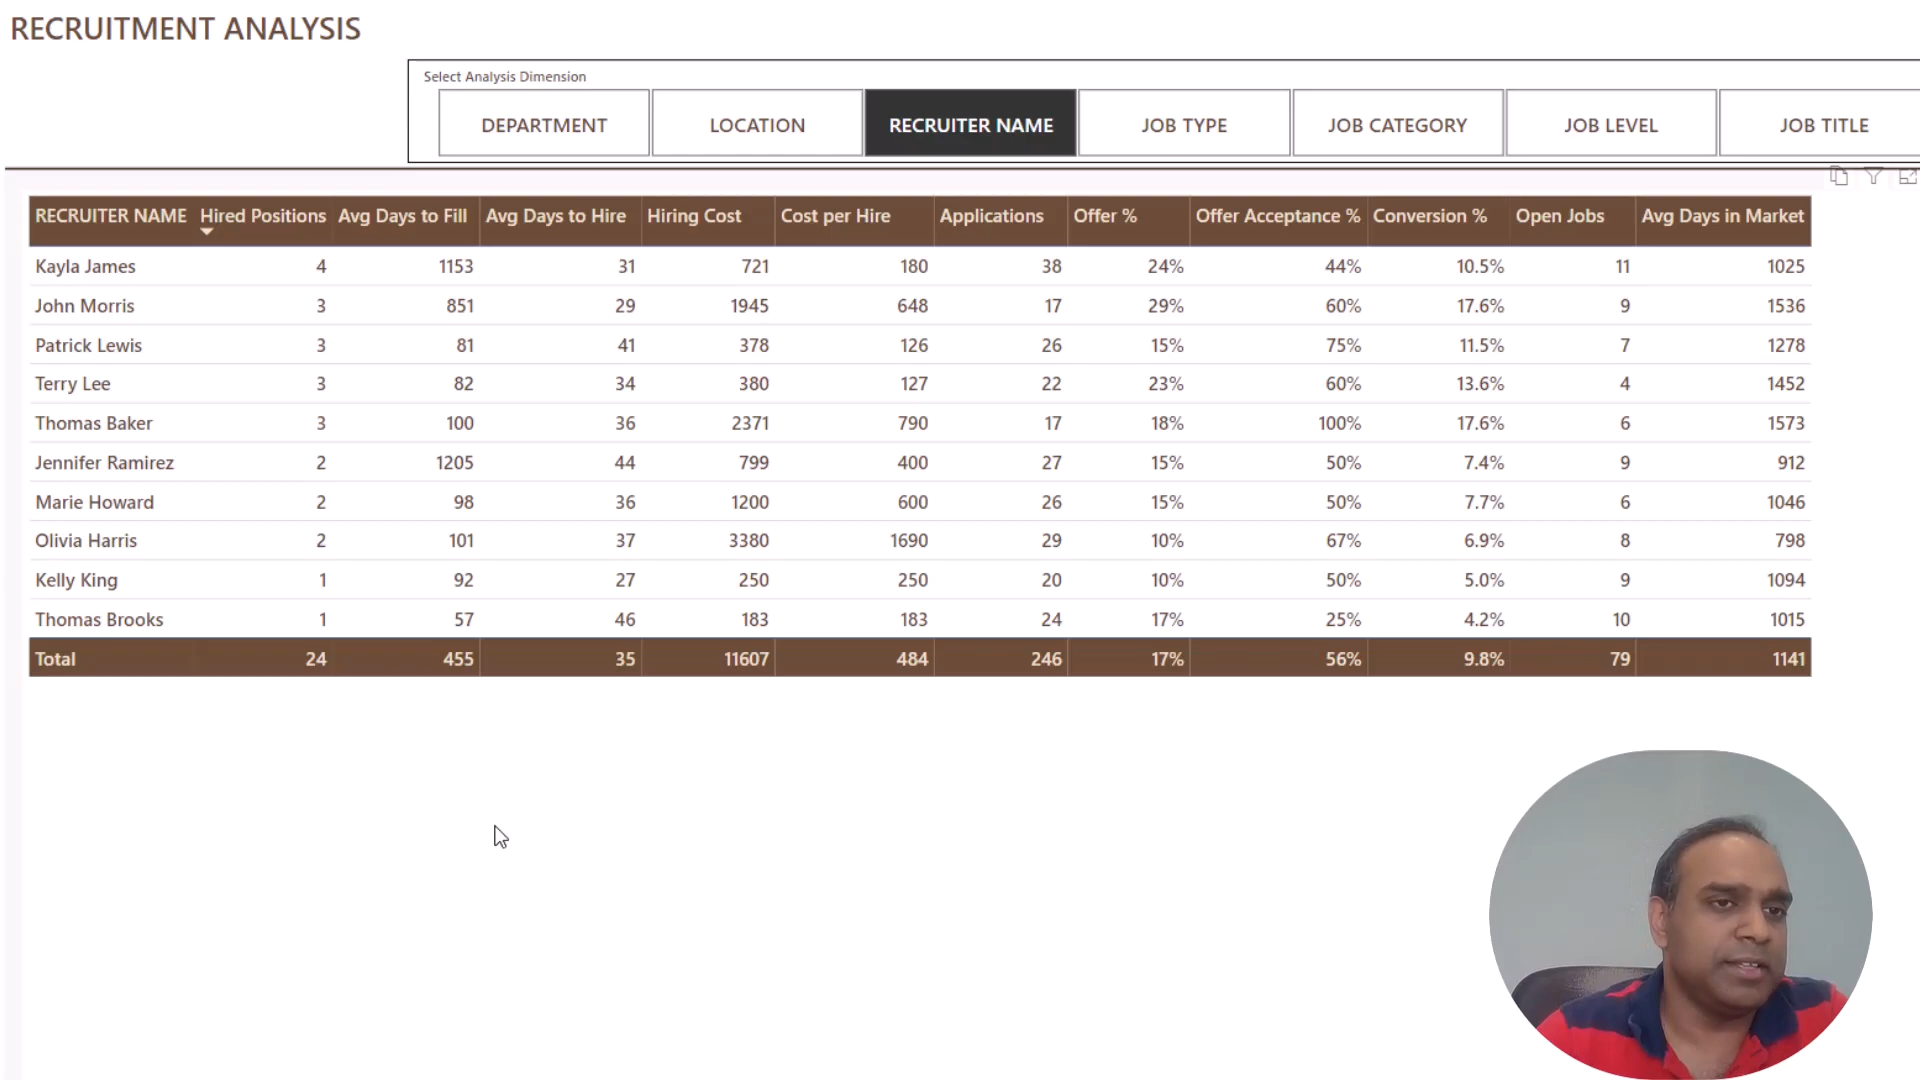 RECRUITMENT ANALYSIS
Select Analysis Dimension
DEPARTMENT LOCATION RECRUITER NAME JOB TYPE JOB CATEGORY JOB LEVEL JOB TITLE
RECRUITER NAME Hired Positions Avg Days to Fill Avg Days to Hire Hiring Cost Cost per Hire Applications Offer % Offer Acceptance % Conversion % Open Jobs Avg Days in Market
Kayla James 4 1153 31 721 180 38 24% 44% 10.5% 11 1025
John Morris 3 851 29 1945 648 17 29% 60% 17.6% 9 1536
Patrick Lewis 3 81 41 378 126 26 15% 75% 11.5% 7 1278
Terry Lee 3 82 34 380 127 22 23% 60% 13.6% 4 1452
Thomas Baker 3 100 36 2371 790 17 18% 100% 17.6% 6 1573
Jennifer Ramirez 2 1205 44 799 400 27 15% 50% 7.4% 9 912
Marie Howard 2 98 36 1200 600 26 15% 50% 7.7% 6 1046
Olivia Harris 2 101 37 3380 1690 29 10% 67% 6.9% 8 798
Kelly King 1 92 27 250 250 20 10% 50% 5.0% 9 1094
Thomas Brooks 1 57 46 183 183 24 17% 25% 4.2% 10 1015
Total 24 455 35 11607 484 246 17% 56% 9.8% 79 1141